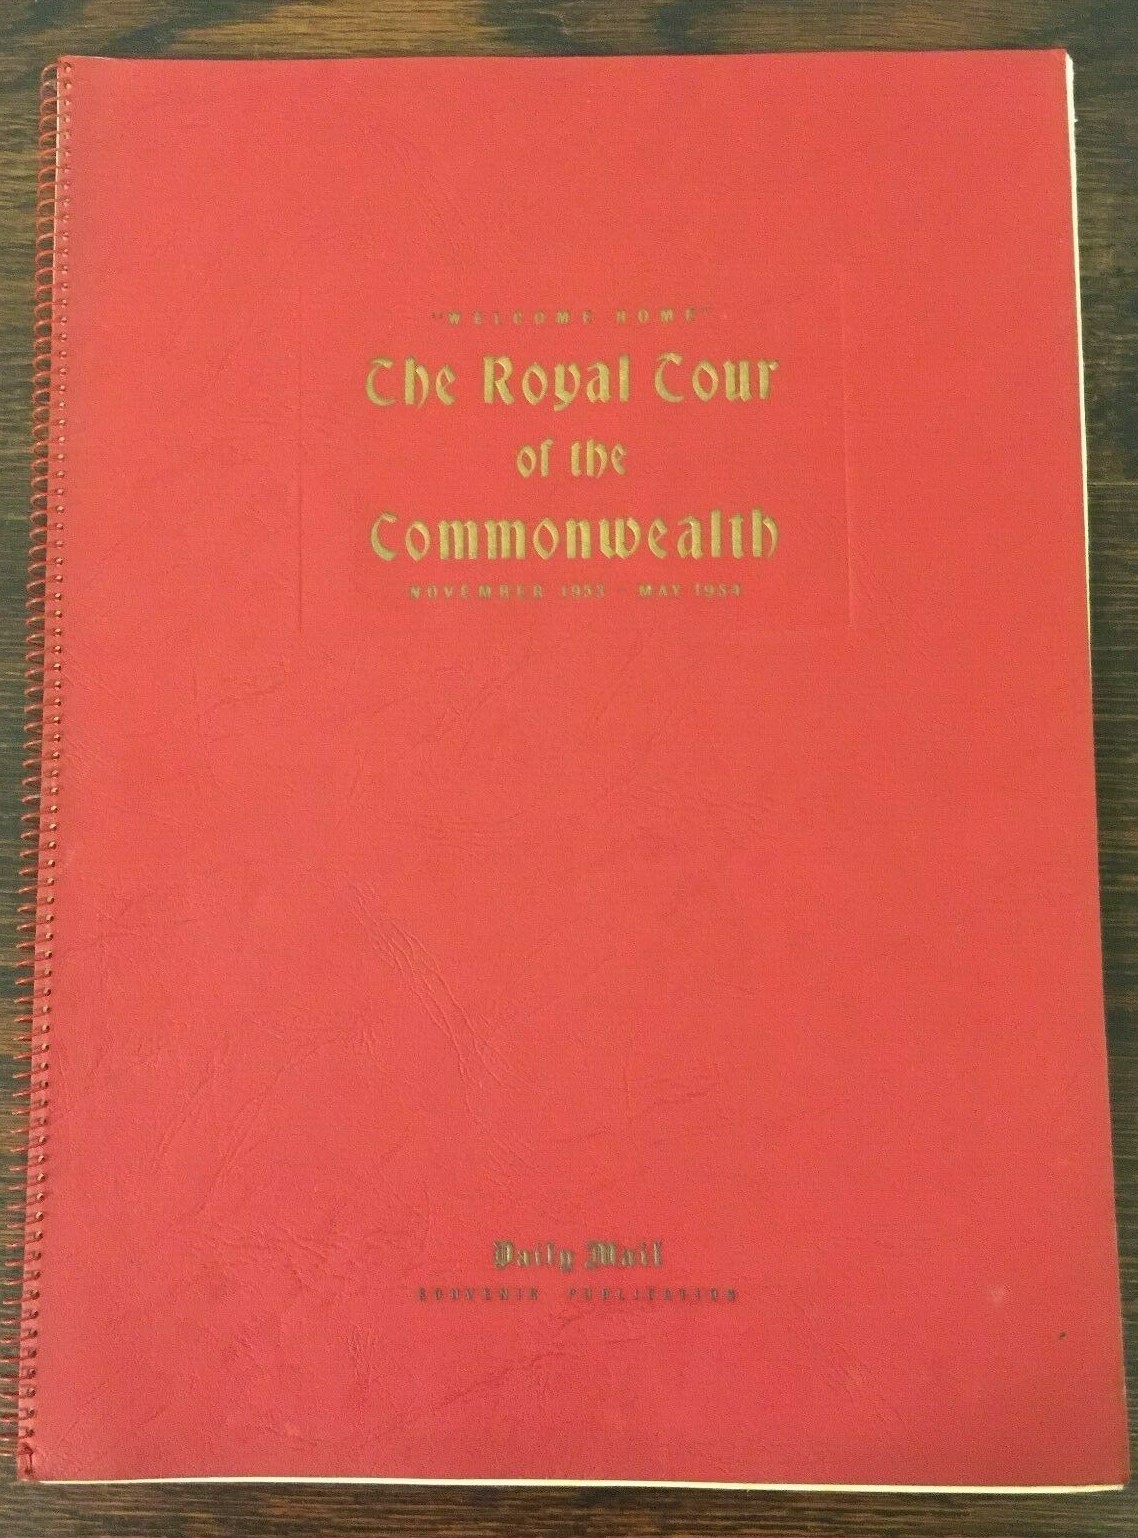 "WELCOME HOME"
The Royal Tour
of the
Commonwealth
NOVEMBER 1953 - MAY 1954
Daily Mail
SOUVENIR PUBLICATION